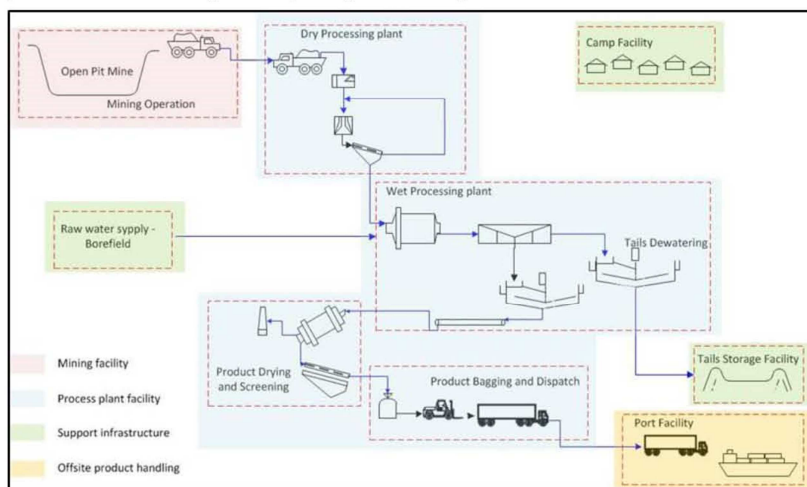 Dry Processing plant
Camp Facility
Open Pit Mine
Mining Operation
Wet Processing plant
Raw water sypply -
Borefield
Tails Dewatering
Product Drying
and Screening
Product Bagging and Dispatch
Tails Storage Facility
Port Facility
Mining facility
Process plant facility
Support infrastructure
Offsite product handling